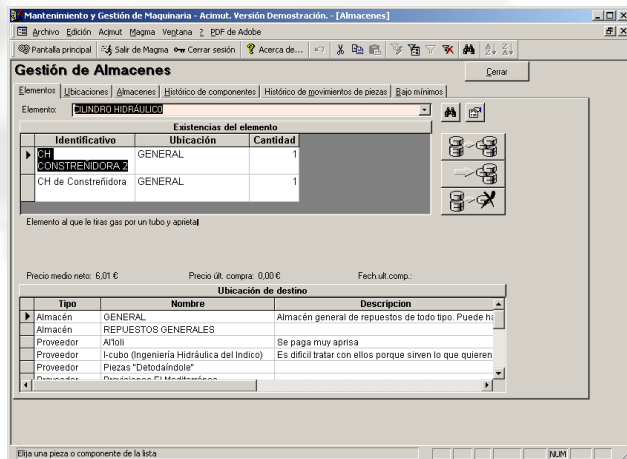 Mantenimiento y Gestión de Maquinaria - Acimut. Versión Demostración. - [Almacenes]
Archivo Edición Acimut Magma Ventana ? PDF de Adobe
Pantalla principal Salir de Magma Cerrar sesión Acerca de...
Gestión de Almacenes
Cerrar
Elementos Ubicaciones Almacenes Histórico de componentes Histórico de movimientos de piezas Bajo mínimos
Elemento: CILINDRO HIDRÁULICO
Existencias del elemento
Identificativo Ubicación Cantidad
CH GENERAL 1
CONSTREÑIDORA 2
CH de Constreñidora GENERAL 1
Elemento al que le tiras gas por un tubo y aprieta
Precio medio neto: 6,01 € Precio últ. compra: 0,00 € Fech.ult.comp.:
Ubicación de destino
Tipo Nombre Descripcion
Almacén GENERAL Almacén general de repuestos de todo tipo. Puede ha
Almacén REPUESTOS GENERALES
Proveedor Al'loli Se paga muy aprisa
Proveedor I-cubo (Ingeniería Hidráulica del Indico) Es dificil tratar con ellos porque sirven lo que quieren
Proveedor Piezas "Detodaíndole"
Proveedor Provisiones El Mediterráneo
Elija una pieza o componente de la lista NUM